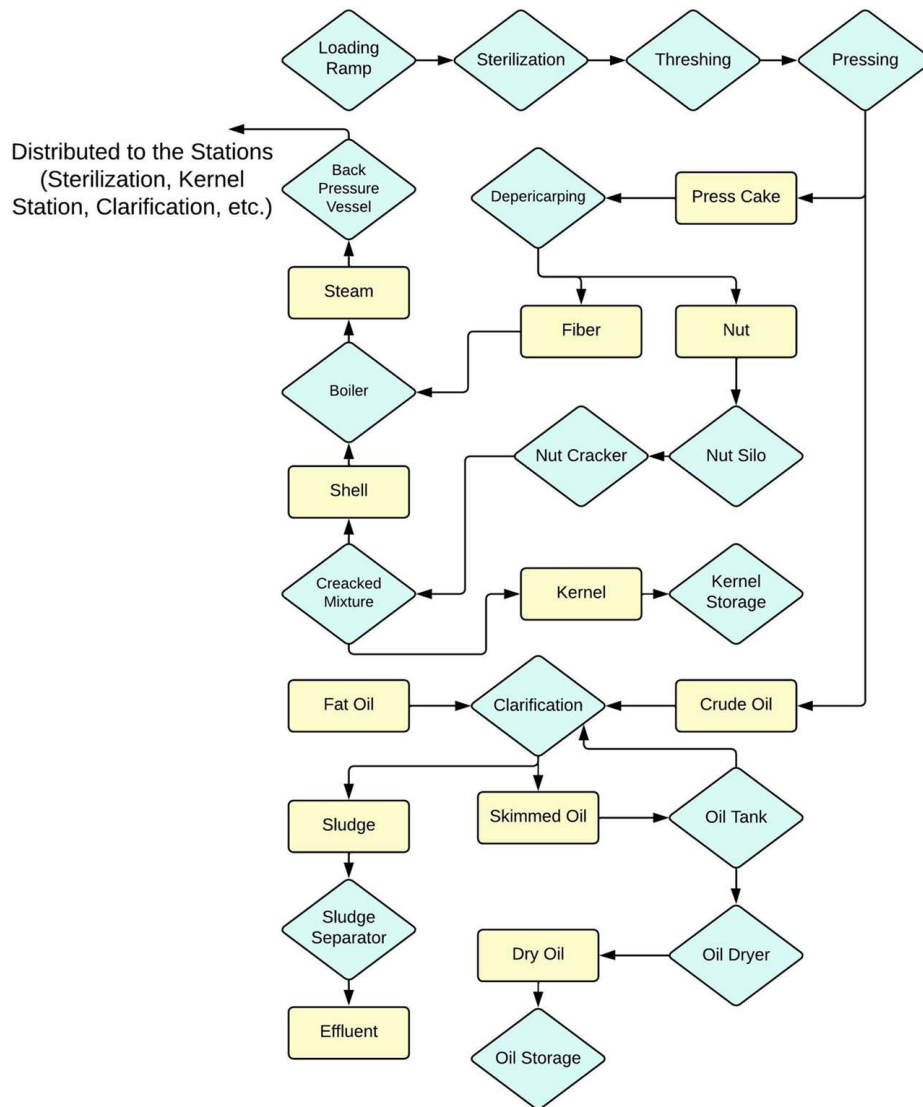 Loading
Ramp
Sterilization
Threshing
Pressing
Distributed to the Stations
(Sterilization, Kernel
Station, Clarification, etc.)
Back
Pressure
Vessel
Depericarping
Press Cake
Steam
Fiber
Nut
Boiler
Nut Cracker
Nut Silo
Shell
Creacked
Mixture
Kernel
Kernel
Storage
Fat Oil
Clarification
Crude Oil
Sludge
Skimmed Oil
Oil Tank
Sludge
Separator
Dry Oil
Oil Dryer
Effluent
Oil Storage